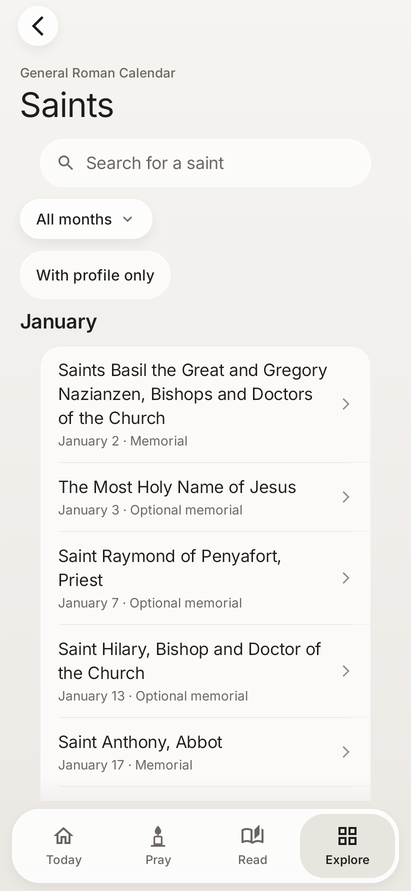 General Roman Calendar
Saints
Search for a saint
All months
With profile only
January
Saints Basil the Great and Gregory
Nazianzen, Bishops and Doctors
of the Church
January 2 · Memorial
The Most Holy Name of Jesus
January 3 · Optional memorial
Saint Raymond of Penyafort,
Priest
January 7 · Optional memorial
Saint Hilary, Bishop and Doctor of
the Church
January 13 · Optional memorial
Saint Anthony, Abbot
January 17 · Memorial
Today
Pray
Read
Explore